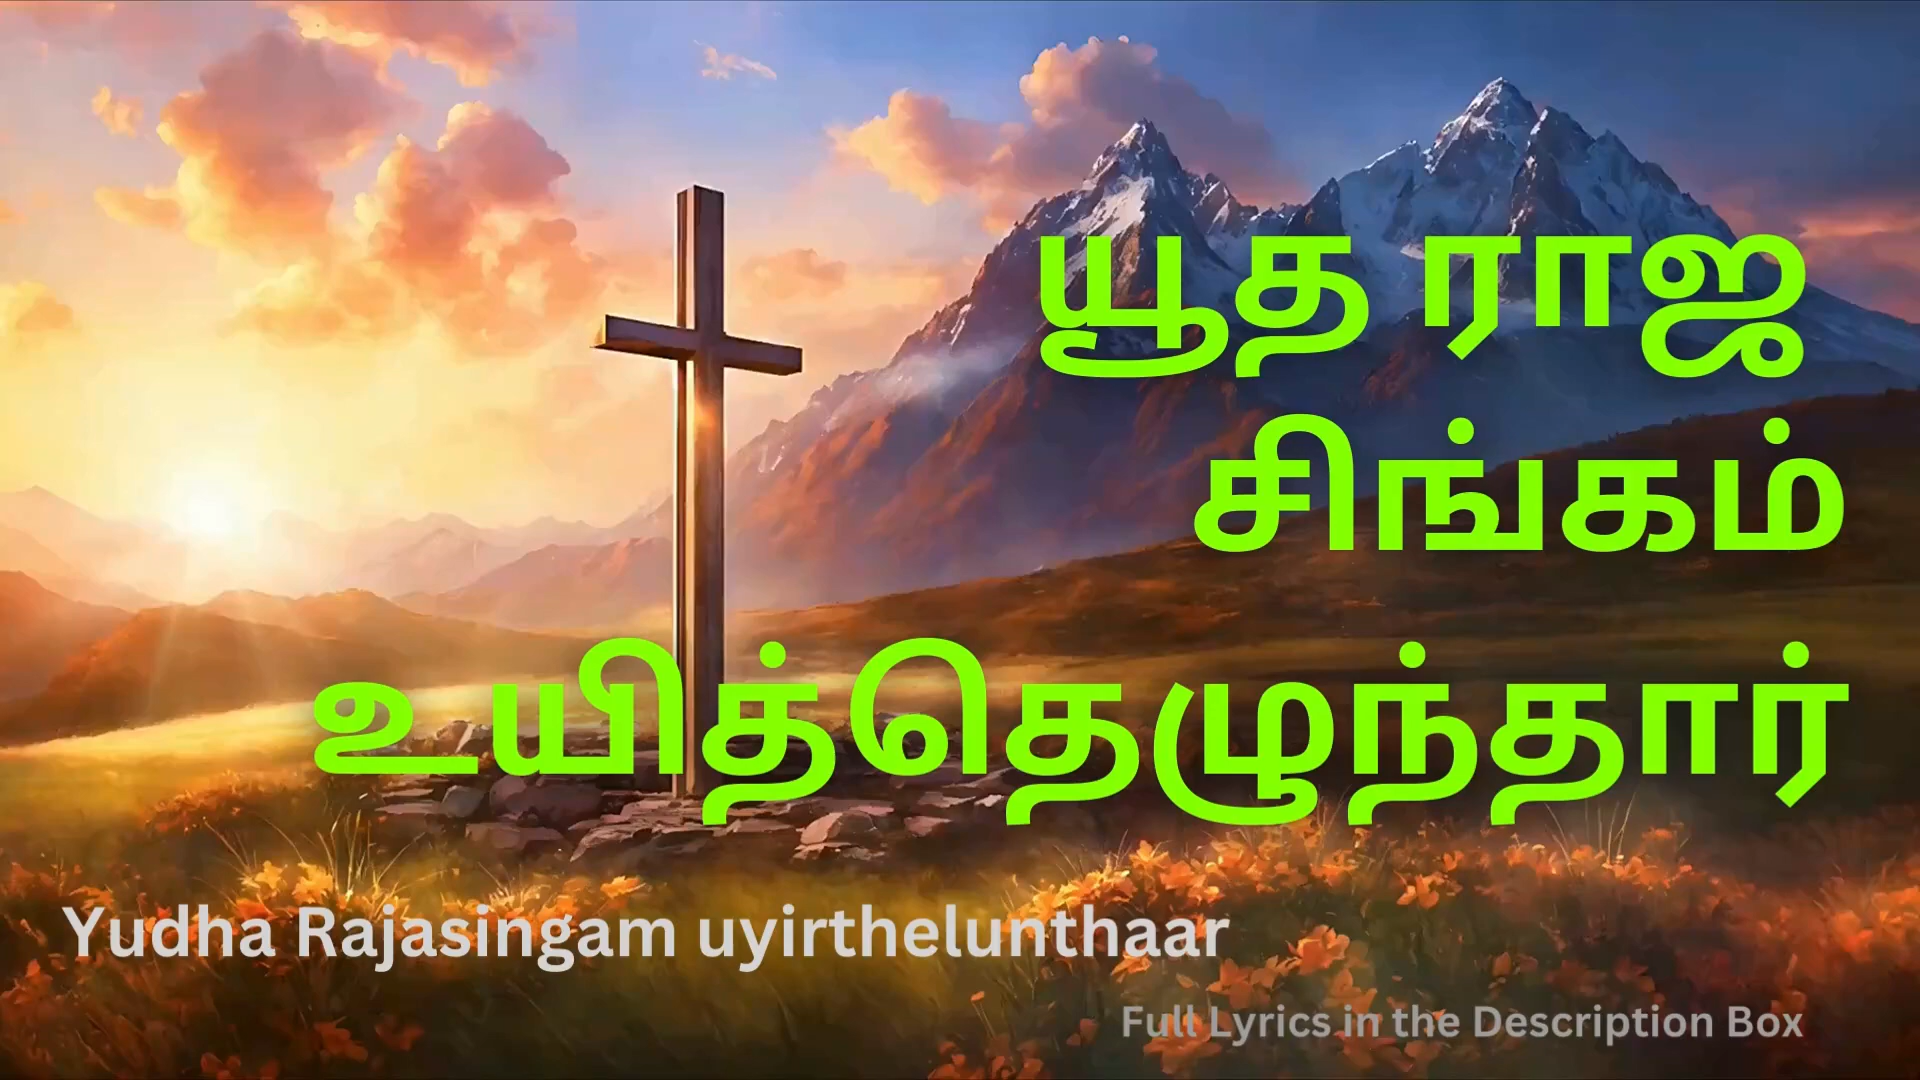 யூத ராஜ
சிங்கம்
உயித்தெழுந்தார்
Yudha Rajasingam uyirthelunthaar
Full Lyrics in the Description Box